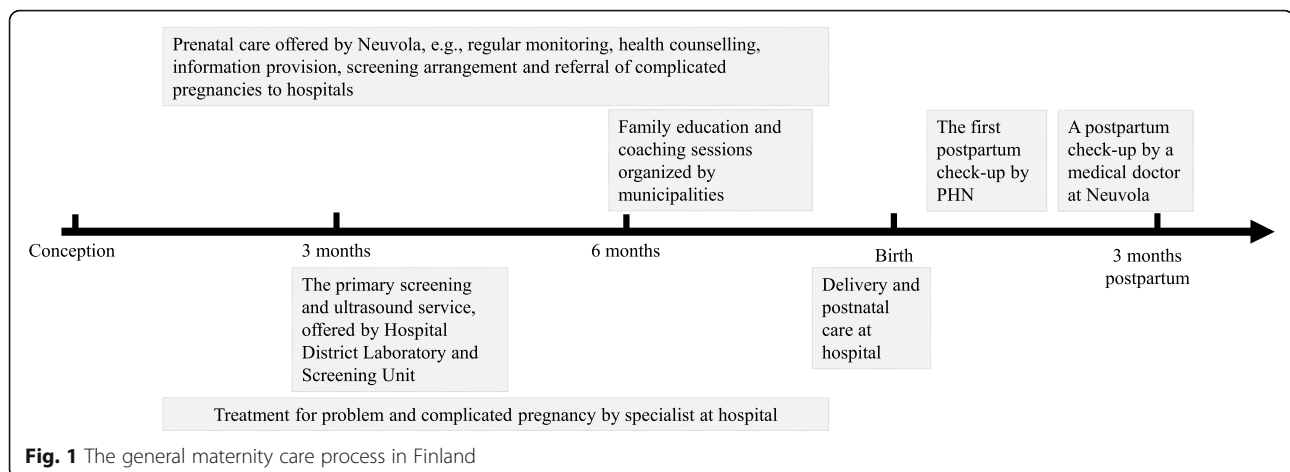 Prenatal care offered by Neuvola, e.g., regular monitoring, health counselling,
information provision, screening arrangement and referral of complicated
pregnancies to hospitals
Family education and
coaching sessions
organized by
municipalities
The first
postpartum
check-up by
PHN
A postpartum
check-up by a
medical doctor
at Neuvola
Conception
3 months
6 months
Birth
3 months
postpartum
The primary screening
and ultrasound service,
offered by Hospital
District Laboratory and
Screening Unit
Delivery and
postnatal
care at
hospital
Treatment for problem and complicated pregnancy by specialist at hospital
Fig. 1 The general maternity care process in Finland